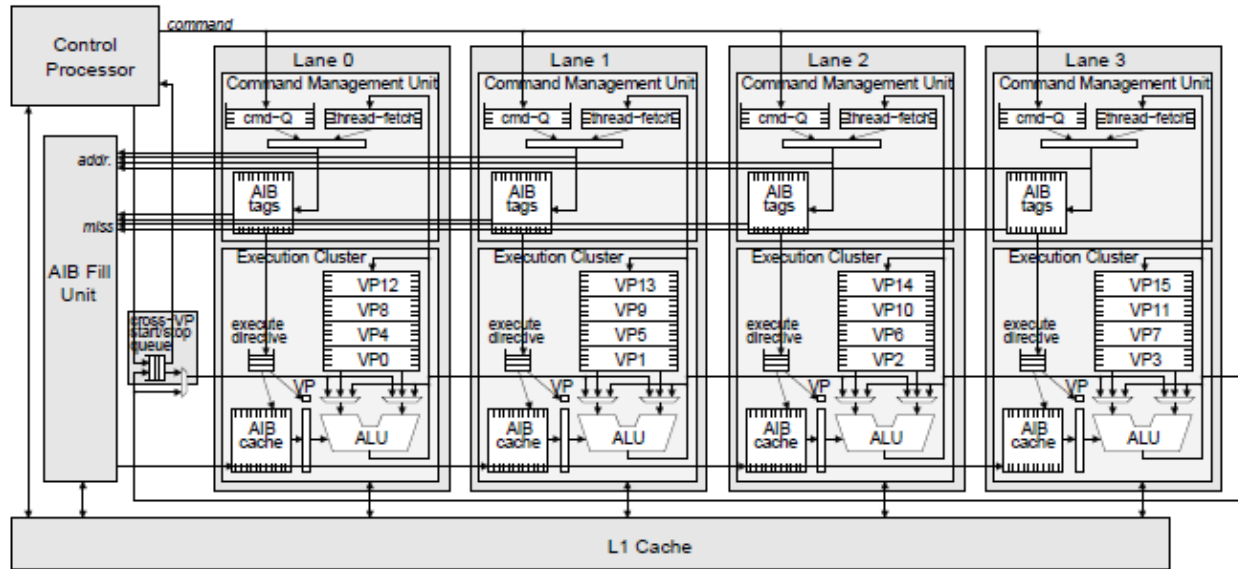 command
Control
Processor
Lane 0
Lane 1
Lane 2
Lane 3
Command Management Unit
Command Management Unit
Command Management Unit
Command Management Unit
cmd-Q
thread-fetch
cmd-Q
thread-fetch
cmd-Q
thread-fetch
cmd-Q
thread-fetch
addr.
AIB
tags
AIB
tags
AIB
tags
AIB
tags
miss
AIB Fill
Unit
Execution Cluster
Execution Cluster
Execution Cluster
Execution Cluster
VP12
VP8
VP4
VP0
VP13
VP9
VP5
VP1
VP14
VP10
VP6
VP2
VP15
VP11
VP7
VP3
cross-VP
start/stop
queue
execute
directive
execute
directive
execute
directive
execute
directive
VP
VP
VP
VP
AIB
cache
ALU
AIB
cache
ALU
AIB
cache
ALU
AIB
cache
ALU
L1 Cache